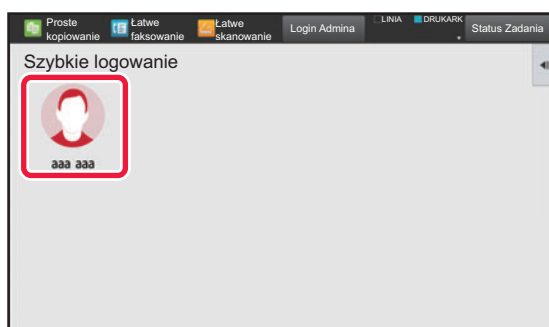 Proste kopiowanie
Łatwe faksowanie
Łatwe skanowanie
Login Admina
LINIA
DRUKARK
Status Zadania
Szybkie logowanie
aaa aaa